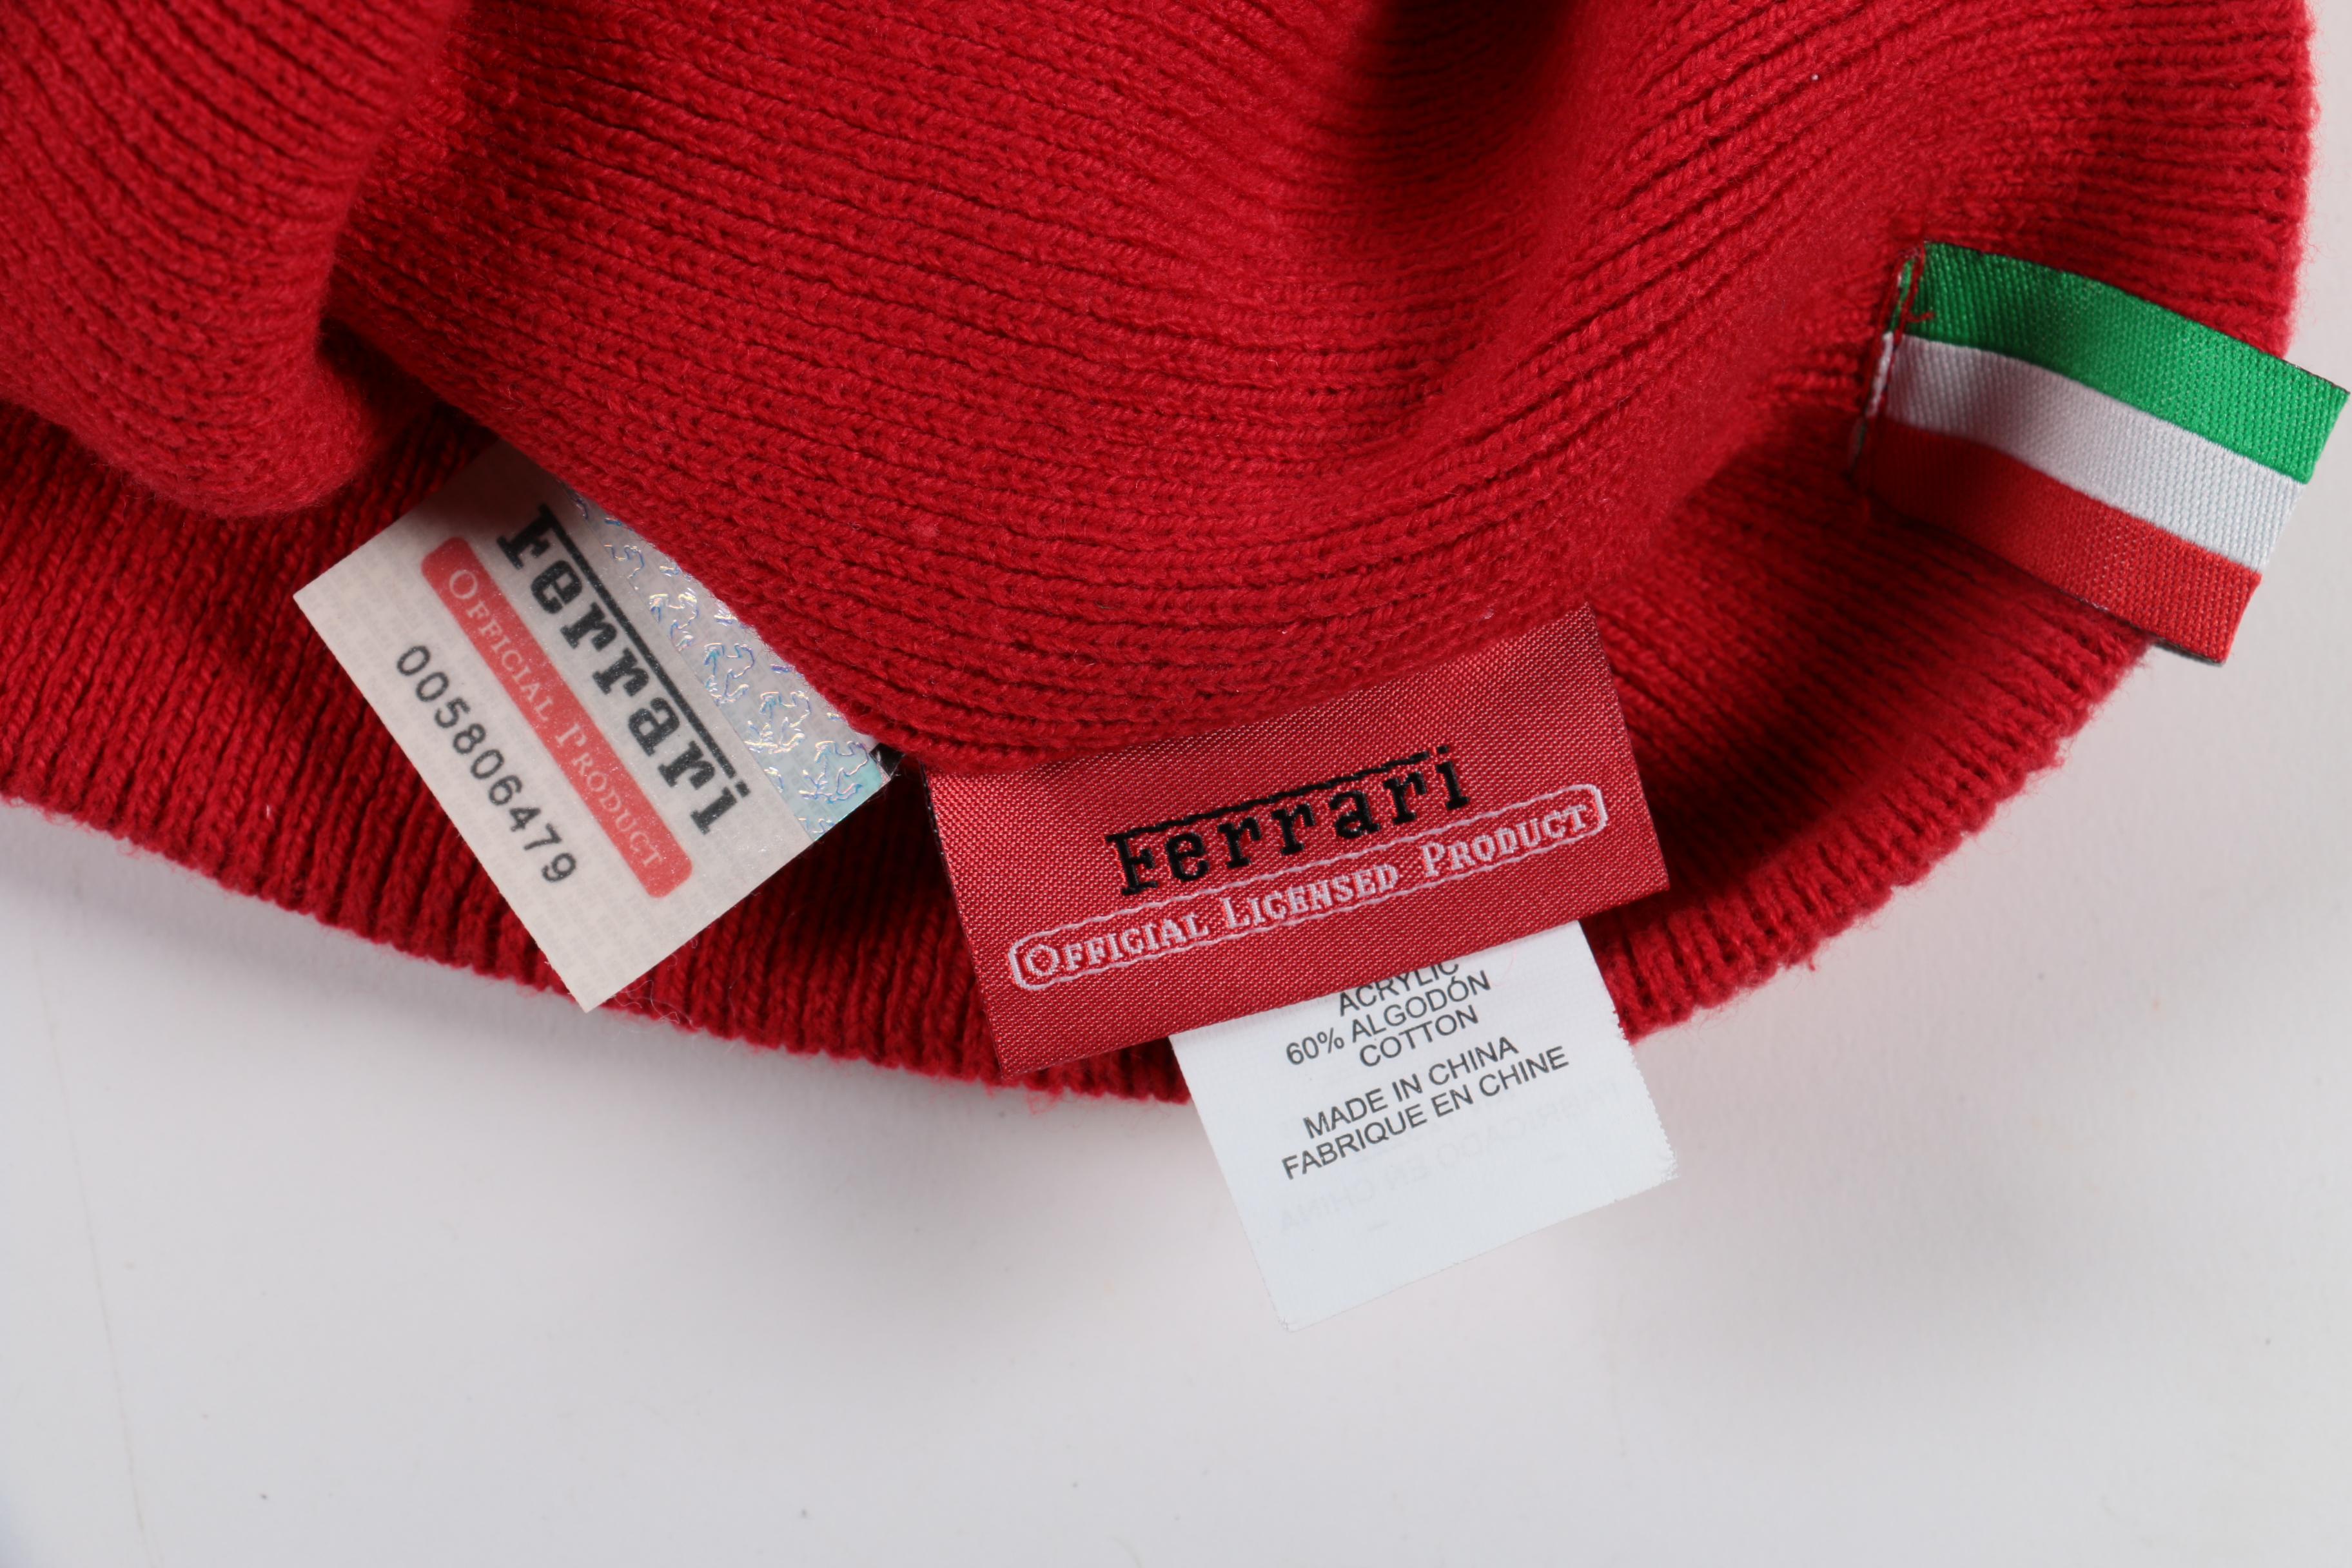 Ferrari
OFFICIAL PRODUCT
005806479
Ferrari
OFFICIAL LICENSED PRODUCT
ACRYLIC
60% ALGODÓN
COTTON
MADE IN CHINA
FABRIQUE EN CHINE